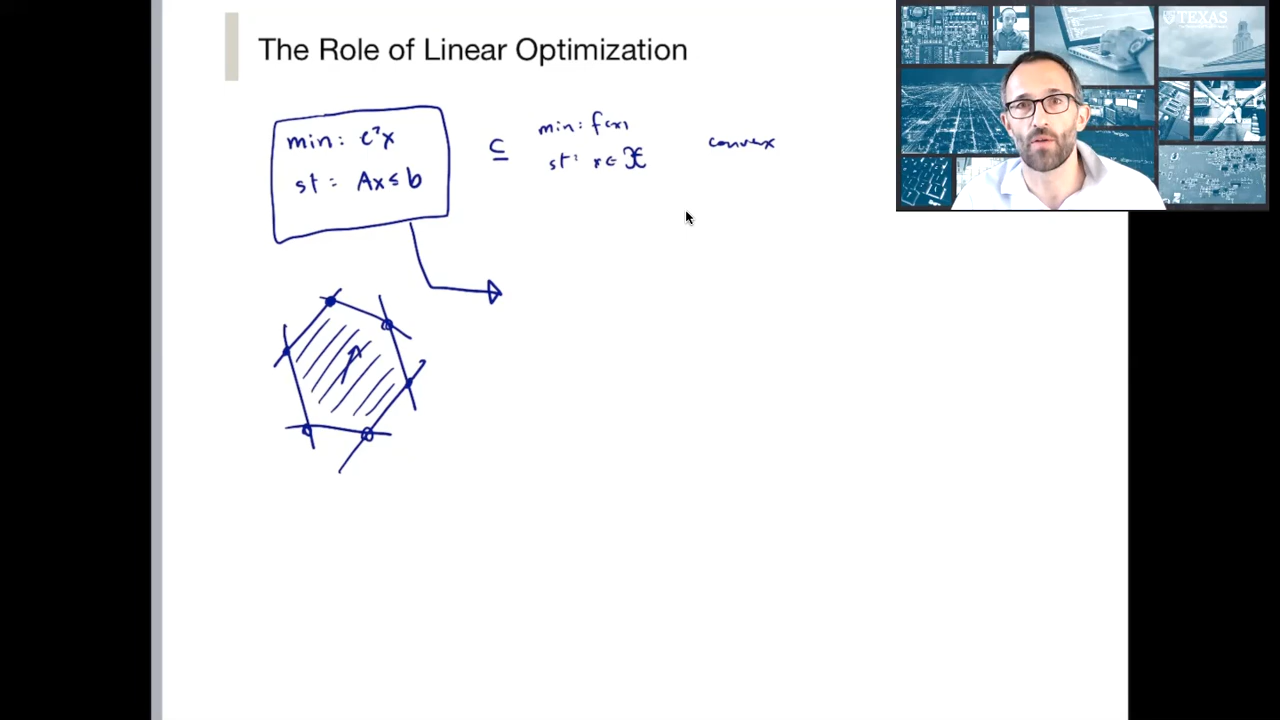 The Role of Linear Optimization
TEXAS
min: cᵀx
st: Ax ≤ b
⊆
min: f(x)
st: x ∈ 𝒳
convex